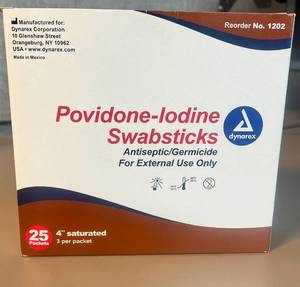 Manufactured for:
Dynarex Corporation
10 Glenshaw Street
Orangeburg, NY 10962
USA • www.dynarex.com
Made in Mexico
Reorder No. 1202
Povidone-Iodine
Swabsticks
Antiseptic/Germicide
For External Use Only
dynarex
25
Packets
4" saturated
3 per packet